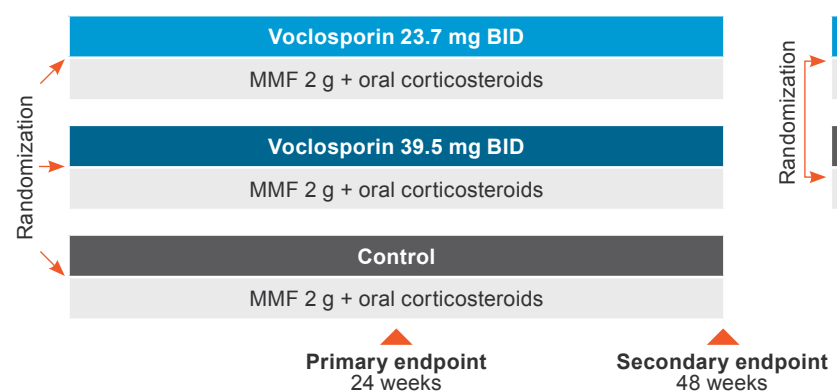 Randomization
Voclosporin 23.7 mg BID
MMF 2 g + oral corticosteroids
Voclosporin 39.5 mg BID
MMF 2 g + oral corticosteroids
Control
MMF 2 g + oral corticosteroids
Primary endpoint
24 weeks
Secondary endpoint
48 weeks
Randomization